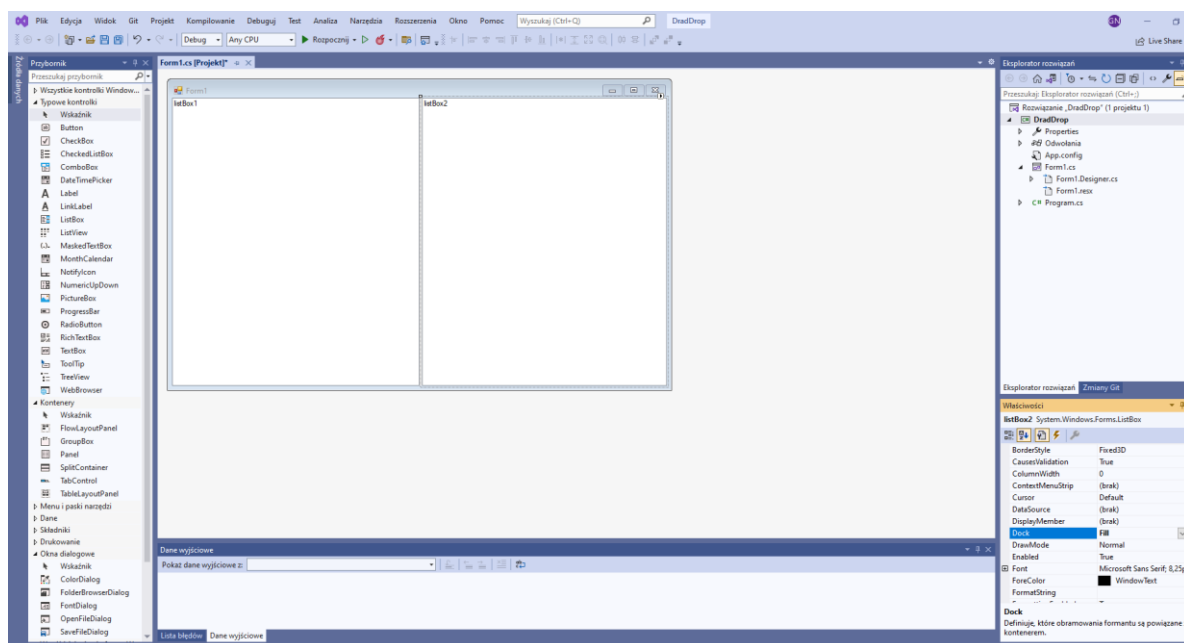 Plik Edycja Widok Git Projekt Kompilowanie Debuguj Test Analiza Narzędzia Rozszerzenia Okno Pomoc Wyszukaj (Ctrl+Q) DradDrop GN
Debug Any CPU Rozpocznij Live Share
Źródła danych
Przybornik
Przeszukaj przybornik
Wszystkie kontrolki Window...
Typowe kontrolki
Wskaźnik
Button
CheckBox
CheckedListBox
ComboBox
DateTimePicker
Label
LinkLabel
ListBox
ListView
MaskedTextBox
MonthCalendar
NotifyIcon
NumericUpDown
PictureBox
ProgressBar
RadioButton
RichTextBox
TextBox
ToolTip
TreeView
WebBrowser
Kontenery
Wskaźnik
FlowLayoutPanel
GroupBox
Panel
SplitContainer
TabControl
TableLayoutPanel
Menu i paski narzędzi
Dane
Składniki
Drukowanie
Okna dialogowe
Wskaźnik
ColorDialog
FolderBrowserDialog
FontDialog
OpenFileDialog
SaveFileDialog
Form1.cs [Projekt]*
Form1
listBox1 listBox2
Dane wyjściowe
Pokaż dane wyjściowe z:
Lista błędów Dane wyjściowe
Eksplorator rozwiązań
Przeszukaj: Eksplorator rozwiązań (Ctrl+;)
Rozwiązanie „DradDrop" (1 projektu 1)
DradDrop
Properties
Odwołania
App.config
Form1.cs
Form1.Designer.cs
Form1.resx
C# Program.cs
Eksplorator rozwiązań Zmiany Git
Właściwości
listBox2 System.Windows.Forms.ListBox
BorderStyle Fixed3D
CausesValidation True
ColumnWidth 0
ContextMenuStrip (brak)
Cursor Default
DataSource (brak)
DisplayMember (brak)
Dock Fill
DrawMode Normal
Enabled True
Font Microsoft Sans Serif; 8,25p
ForeColor WindowText
FormatString
Dock
Definiuje, które obramowania formantu są powiązane
kontenerem.